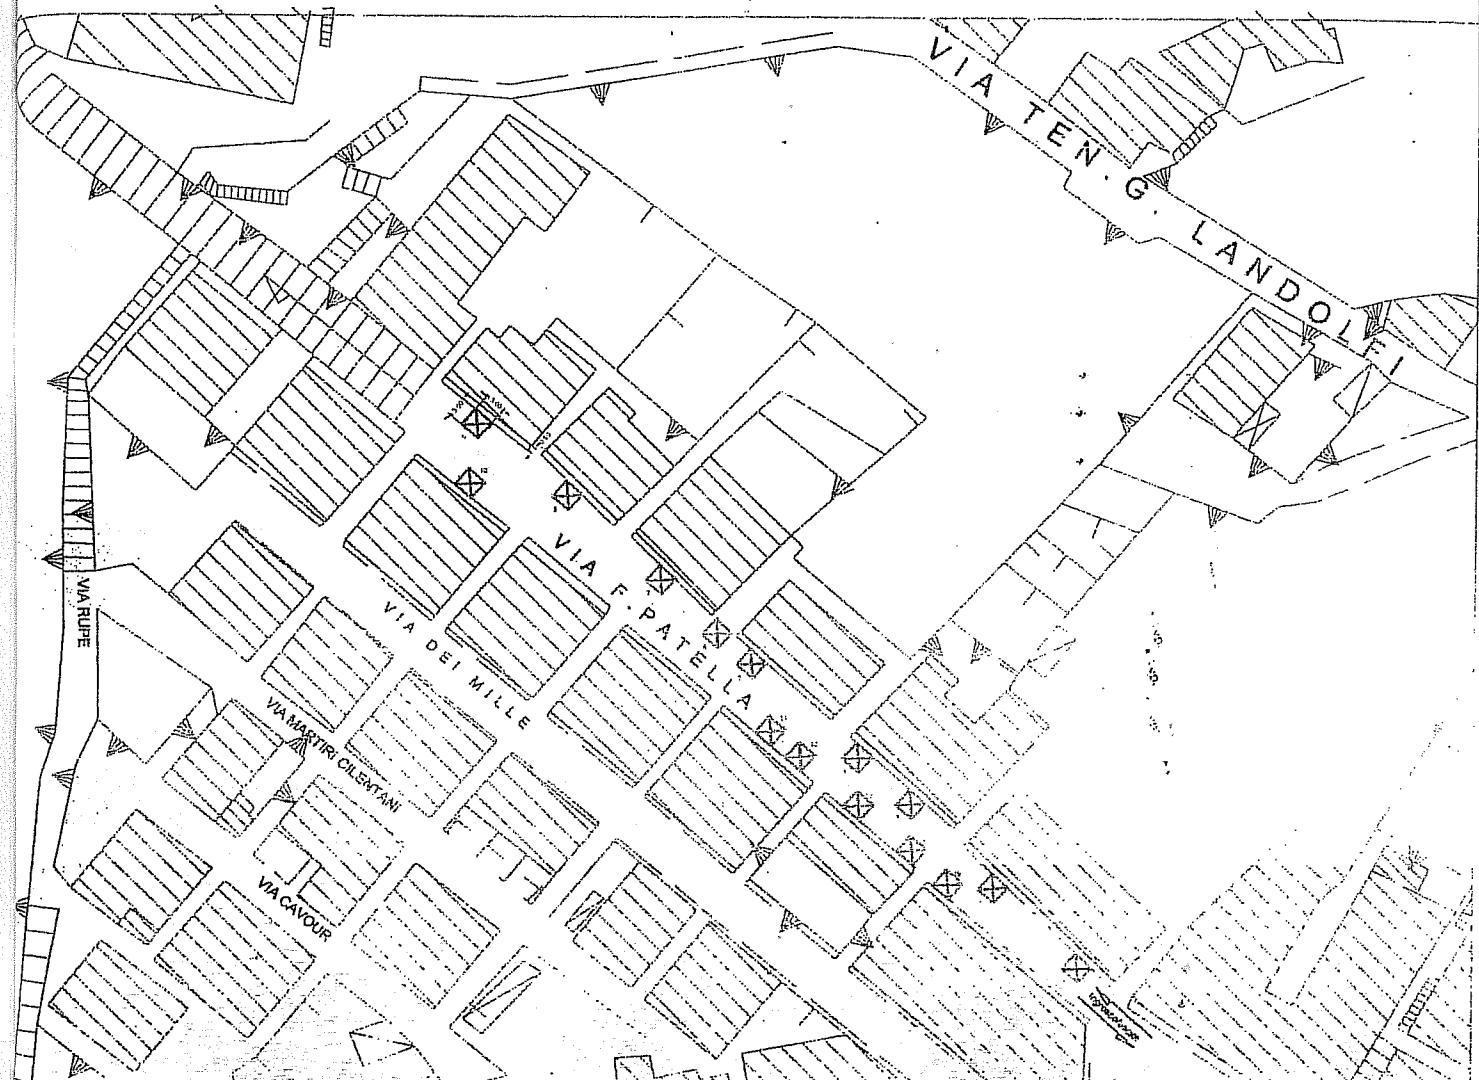 VIA TEN. G. LANDOLFI
VIA F. PATELLA
VIA DEI MILLE
VIA RUPE
VIA MARTIRI CILENTANI
VIA CAVOUR